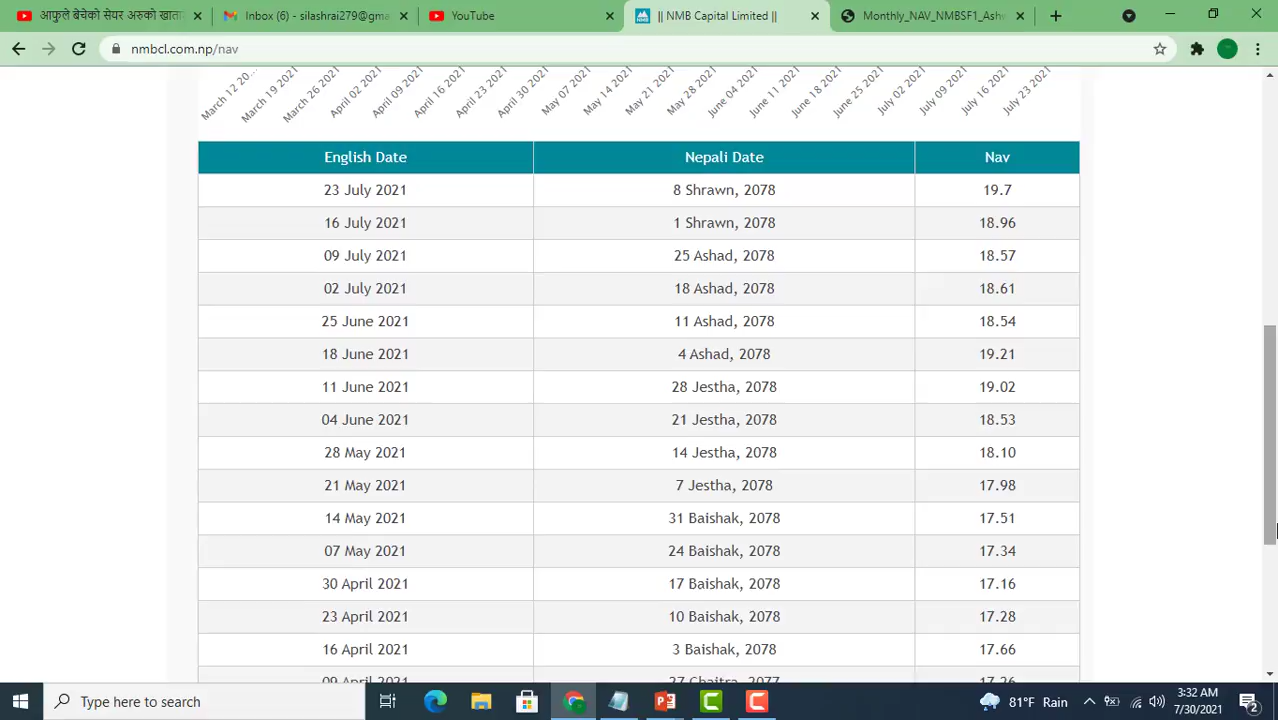 आफुले बेचेको सेयर अरुको खाता
Inbox (6) - silashrai279@gma
YouTube
|| NMB Capital Limited ||
Monthly_NAV_NMBSF1_Ash
nmbcl.com.np/nav
March 12 20...
March 19 2021
March 26 2021
April 02 2021
April 09 2021
April 16 2021
April 23 2021
April 30 2021
May 07 2021
May 14 2021
May 21 2021
May 28 2021
June 04 2021
June 11 2021
June 18 2021
June 25 2021
July 02 2021
July 09 2021
July 16 2021
July 23 2021
English Date Nepali Date Nav
23 July 2021 8 Shrawn, 2078 19.7
16 July 2021 1 Shrawn, 2078 18.96
09 July 2021 25 Ashad, 2078 18.57
02 July 2021 18 Ashad, 2078 18.61
25 June 2021 11 Ashad, 2078 18.54
18 June 2021 4 Ashad, 2078 19.21
11 June 2021 28 Jestha, 2078 19.02
04 June 2021 21 Jestha, 2078 18.53
28 May 2021 14 Jestha, 2078 18.10
21 May 2021 7 Jestha, 2078 17.98
14 May 2021 31 Baishak, 2078 17.51
07 May 2021 24 Baishak, 2078 17.34
30 April 2021 17 Baishak, 2078 17.16
23 April 2021 10 Baishak, 2078 17.28
16 April 2021 3 Baishak, 2078 17.66
09 April 2021 27 Chaitra, 2077 17.26
Type here to search
81°F Rain
3:32 AM
7/30/2021
2